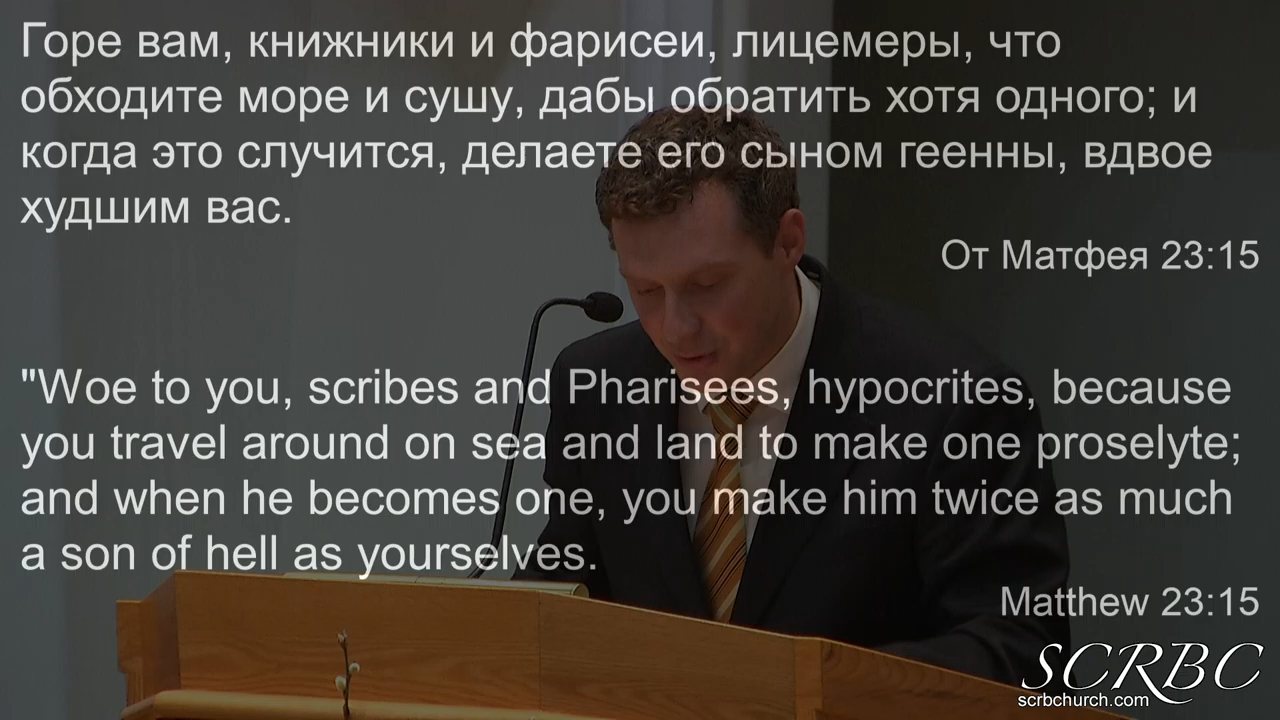 Горе вам, книжники и фарисеи, лицемеры, что
обходите море и сушу, дабы обратить хотя одного; и
когда это случится, делаете его сыном геенны, вдвое
худшим вас.
От Матфея 23:15
"Woe to you, scribes and Pharisees, hypocrites, because
you travel around on sea and land to make one proselyte;
and when he becomes one, you make him twice as much
a son of hell as yourselves.
Matthew 23:15
SCRBC
scrbchurch.com